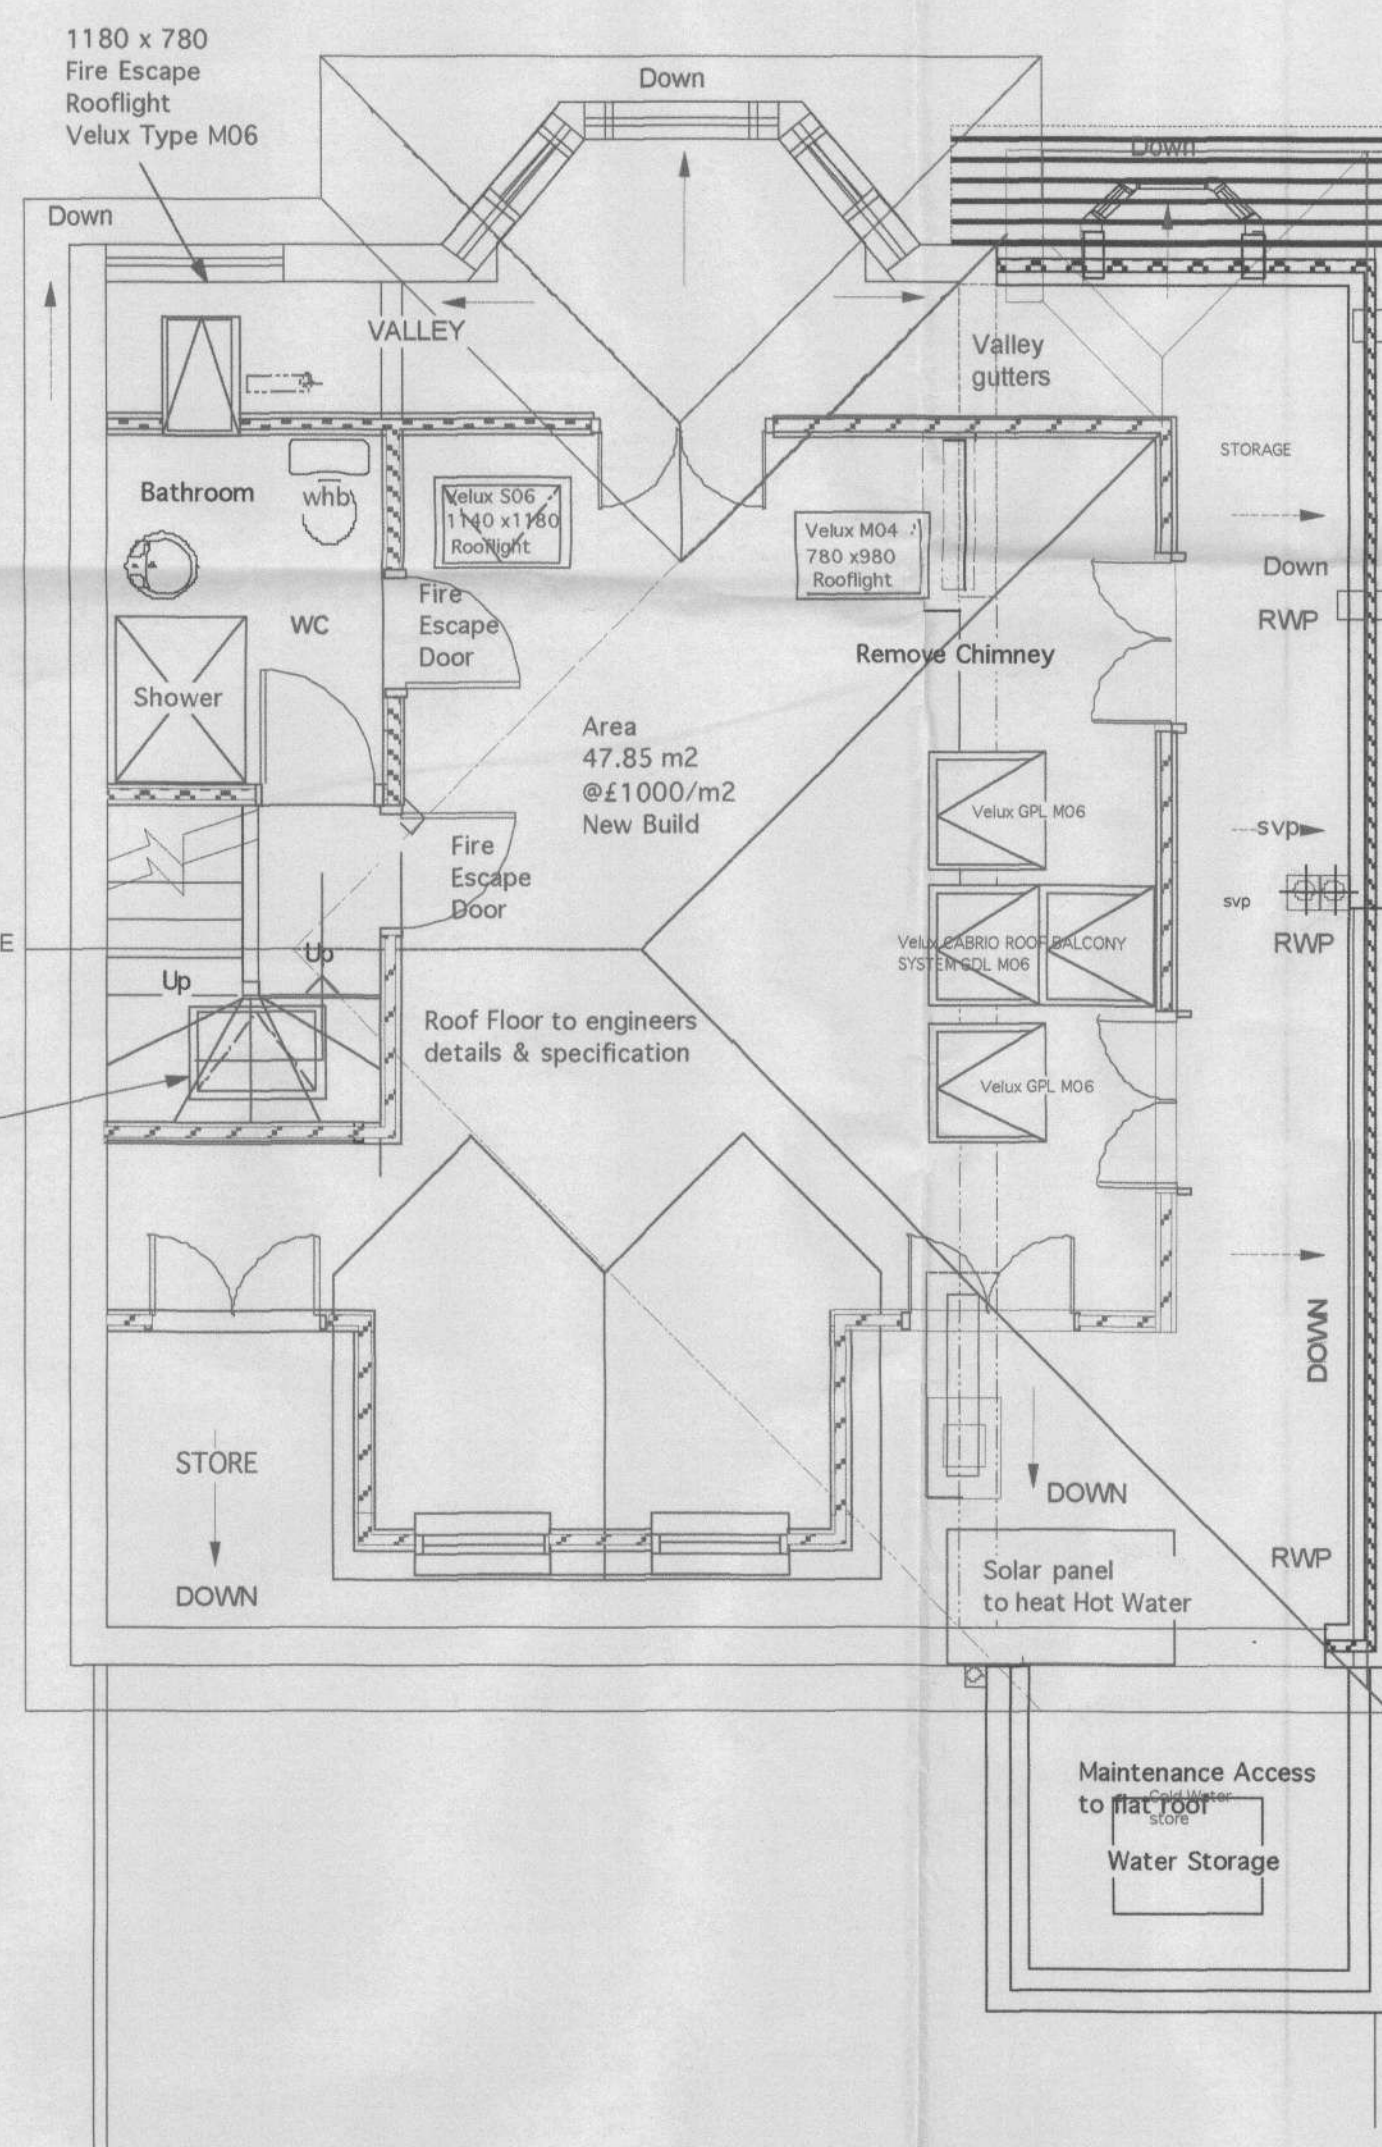 1180 x 780
Fire Escape
Rooflight
Velux Type M06
Down
Down
Down
VALLEY
Valley
gutters
STORAGE
Bathroom
whb
Velux S06
1140 x1180
Rooflight
Velux M04
780 x980
Rooflight
Down
RWP
Fire
Escape
Door
WC
Remove Chimney
Shower
Area
47.85 m2
@£1000/m2
New Build
Velux GPL M06
svp
Fire
Escape
Door
svp
E
Up
Up
Velux CABRIO ROOF BALCONY
SYSTEM GDL M06
RWP
Roof Floor to engineers
details & specification
Velux GPL M06
DOWN
STORE
DOWN
DOWN
RWP
Solar panel
to heat Hot Water
Maintenance Access
to flat roof
Cold Water
store
Water Storage